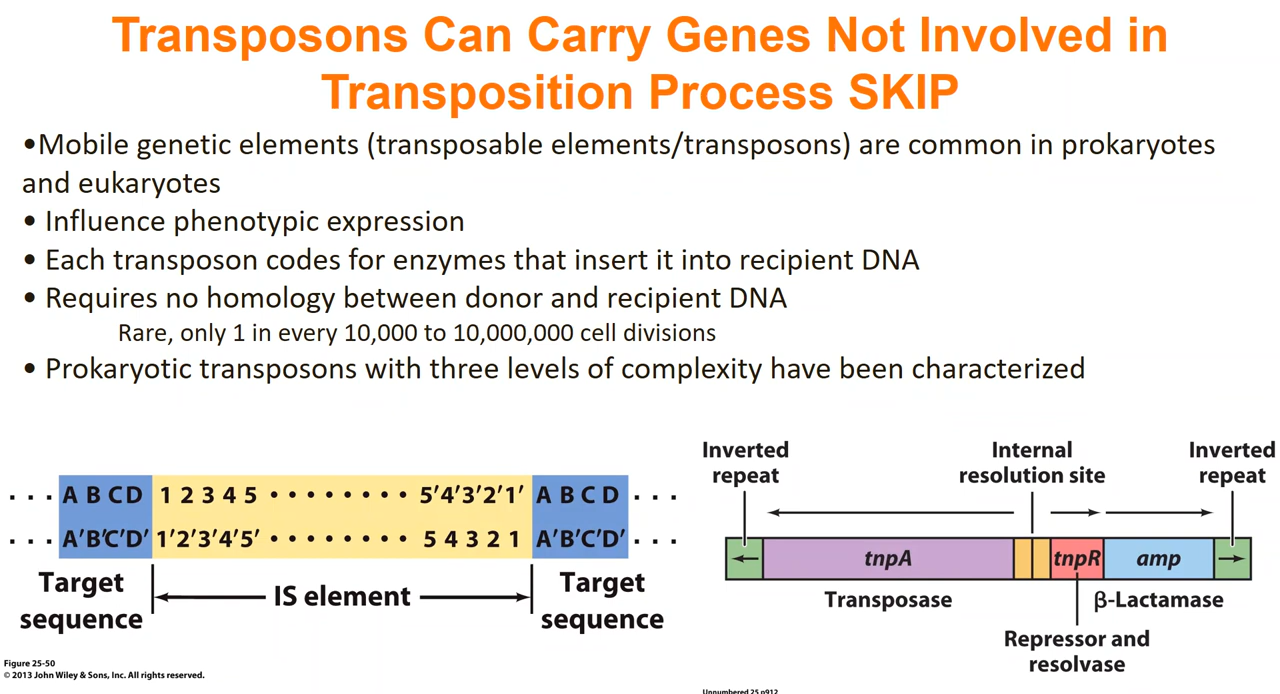 Transposons Can Carry Genes Not Involved in
Transposition Process SKIP
•Mobile genetic elements (transposable elements/transposons) are common in prokaryotes
and eukaryotes
• Influence phenotypic expression
• Each transposon codes for enzymes that insert it into recipient DNA
• Requires no homology between donor and recipient DNA
Rare, only 1 in every 10,000 to 10,000,000 cell divisions
• Prokaryotic transposons with three levels of complexity have been characterized
. . . A B C D 1 2 3 4 5 • • • • • • • • 5′4′3′2′1′ A B C D . . .
. . . A′B′C′D′ 1′2′3′4′5′ • • • • • • • • 5 4 3 2 1 A′B′C′D′ . . .
Target
sequence
IS element
Target
sequence
Figure 25-50
© 2013 John Wiley & Sons, Inc. All rights reserved.
Inverted
repeat
Internal
resolution site
Inverted
repeat
tnpA
tnpR
amp
Transposase
β-Lactamase
Repressor and
resolvase
Unnumbered 25 p912